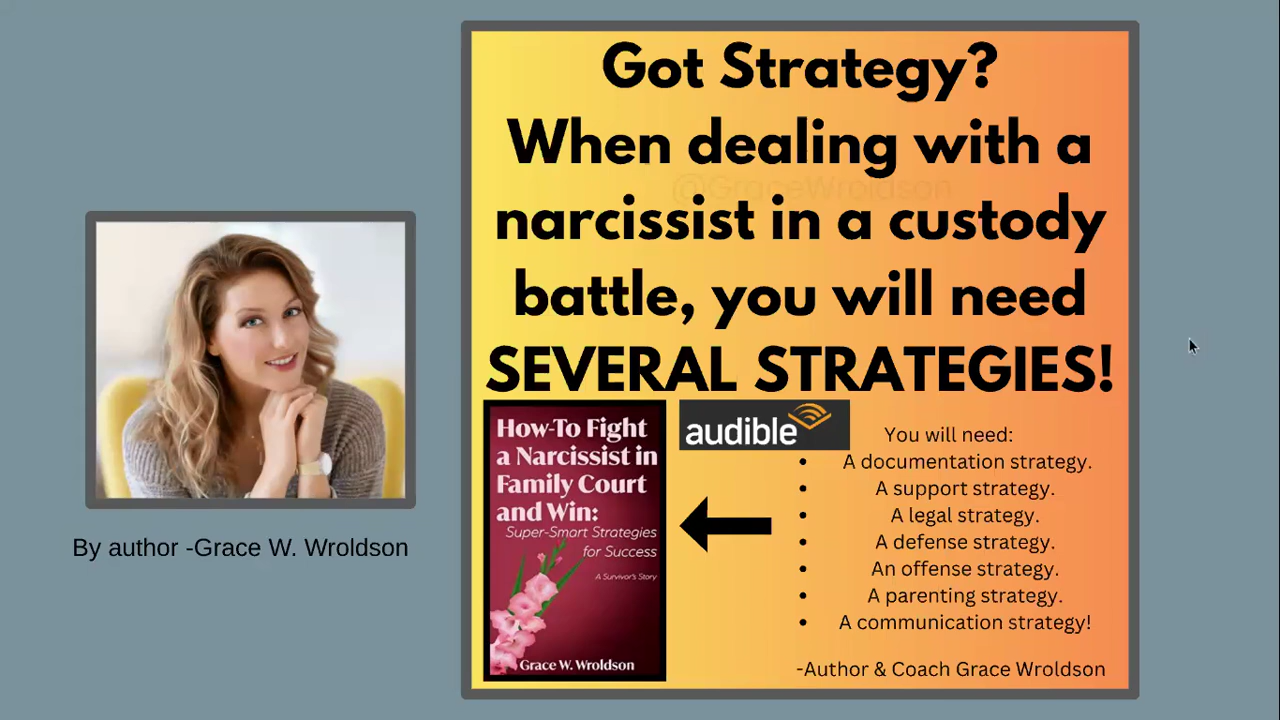 Got Strategy?
When dealing with a
narcissist in a custody
battle, you will need
SEVERAL STRATEGIES!
@GraceWroldson
How-To Fight
a Narcissist in
Family Court
and Win:
Super-Smart Strategies
for Success
A Survivor's Story
Grace W. Wroldson
audible
You will need:
• A documentation strategy.
• A support strategy.
• A legal strategy.
• A defense strategy.
• An offense strategy.
• A parenting strategy.
• A communication strategy!
-Author & Coach Grace Wroldson
By author -Grace W. Wroldson